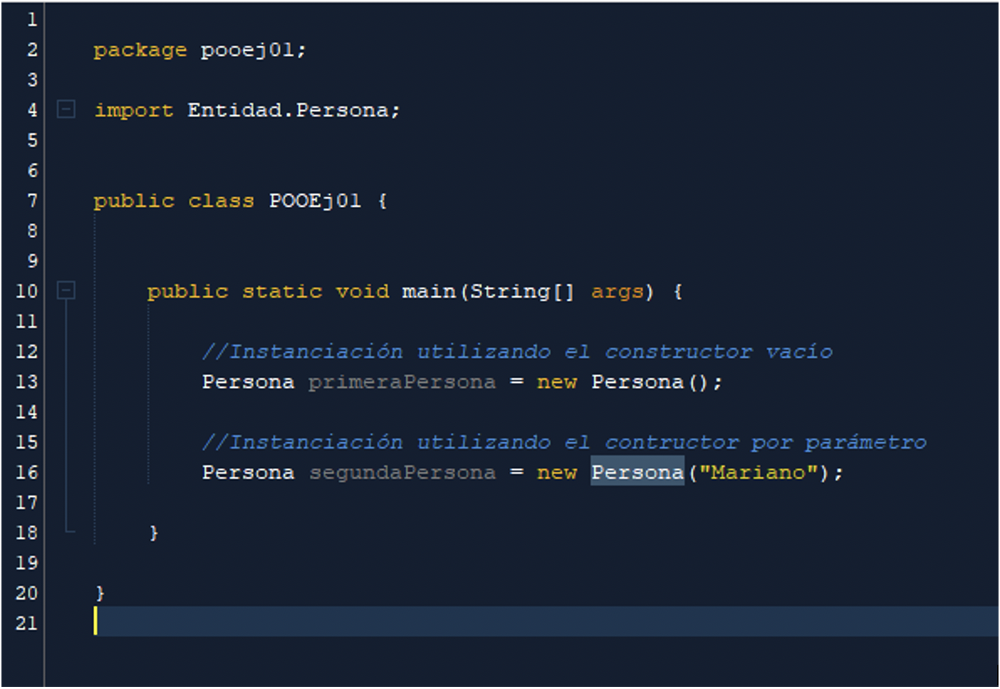 1
2 package pooej01;
3
4 import Entidad.Persona;
5
6
7 public class POOEj01 {
8
9
10 public static void main(String[] args) {
11
12 //Instanciación utilizando el constructor vacío
13 Persona primeraPersona = new Persona();
14
15 //Instanciación utilizando el contructor por parámetro
16 Persona segundaPersona = new Persona("Mariano");
17
18 }
19
20 }
21